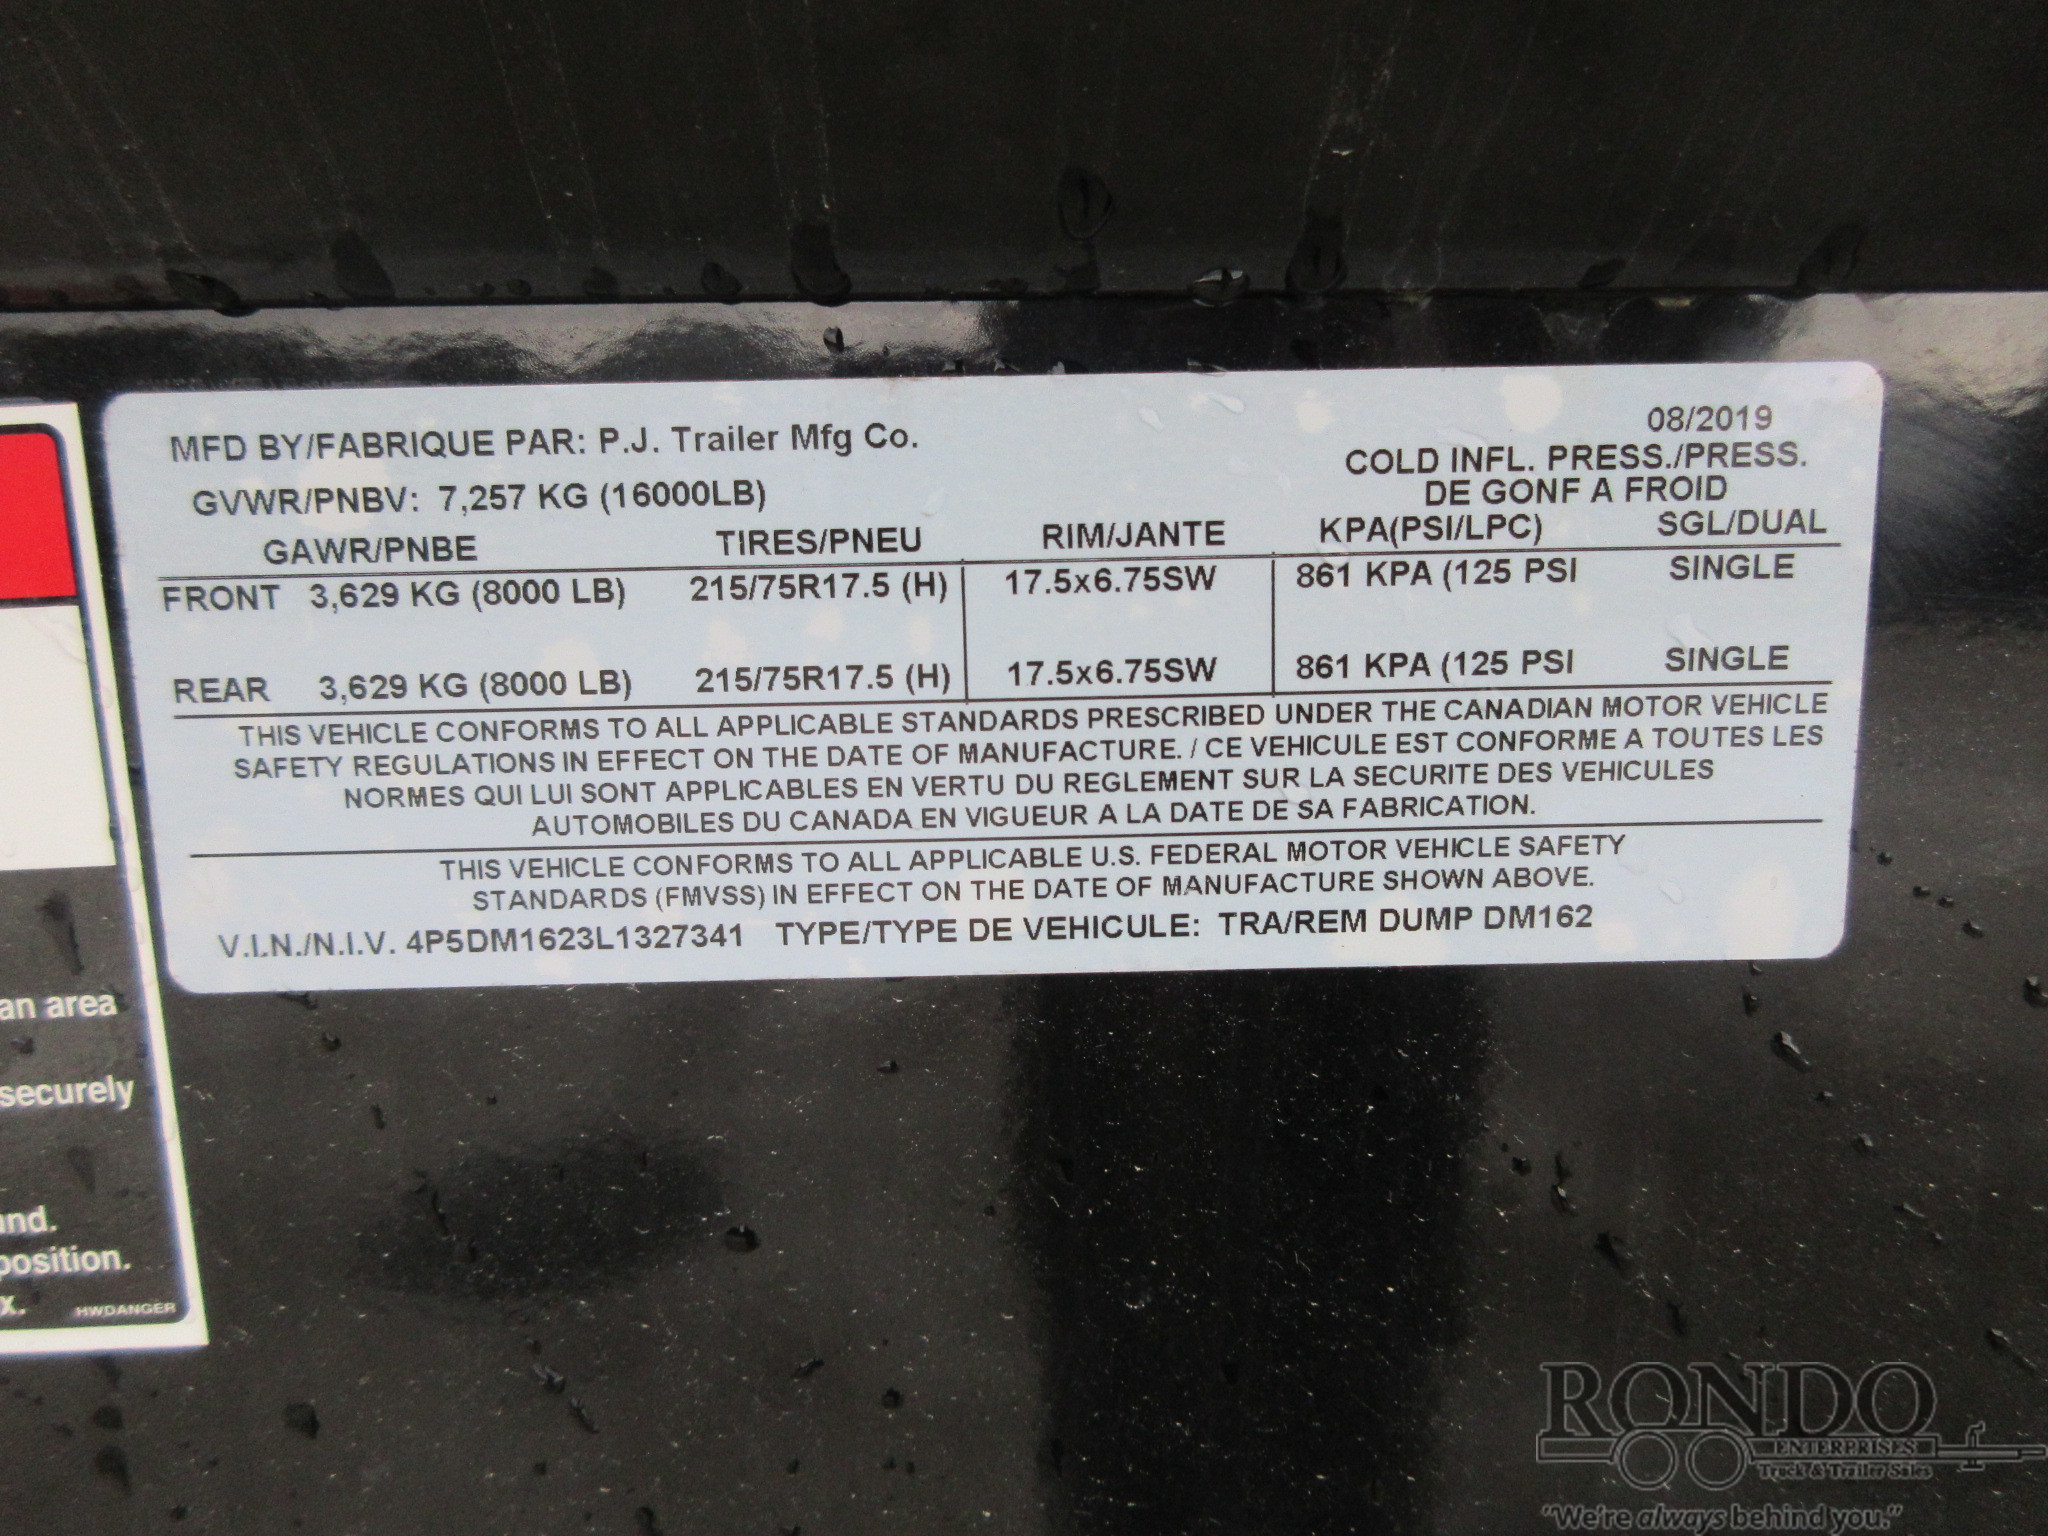 08/2019
MFD BY/FABRIQUE PAR: P.J. Trailer Mfg Co.
COLD INFL. PRESS./PRESS.
GVWR/PNBV: 7,257 KG (16000LB)
DE GONF A FROID
GAWR/PNBE TIRES/PNEU RIM/JANTE KPA(PSI/LPC) SGL/DUAL
FRONT 3,629 KG (8000 LB) 215/75R17.5 (H) 17.5x6.75SW 861 KPA (125 PSI SINGLE
REAR 3,629 KG (8000 LB) 215/75R17.5 (H) 17.5x6.75SW 861 KPA (125 PSI SINGLE
THIS VEHICLE CONFORMS TO ALL APPLICABLE STANDARDS PRESCRIBED UNDER THE CANADIAN MOTOR VEHICLE
SAFETY REGULATIONS IN EFFECT ON THE DATE OF MANUFACTURE. / CE VEHICULE EST CONFORME A TOUTES LES
NORMES QUI LUI SONT APPLICABLES EN VERTU DU REGLEMENT SUR LA SECURITE DES VEHICULES
AUTOMOBILES DU CANADA EN VIGUEUR A LA DATE DE SA FABRICATION.
THIS VEHICLE CONFORMS TO ALL APPLICABLE U.S. FEDERAL MOTOR VEHICLE SAFETY
STANDARDS (FMVSS) IN EFFECT ON THE DATE OF MANUFACTURE SHOWN ABOVE.
V.I.N./N.I.V. 4P5DM1623L1327341 TYPE/TYPE DE VEHICULE: TRA/REM DUMP DM162
an area
securely
und.
position.
x.
HWDANGER
RONDO
ENTERPRISES
Truck & Trailer Sales
"We're always behind you."